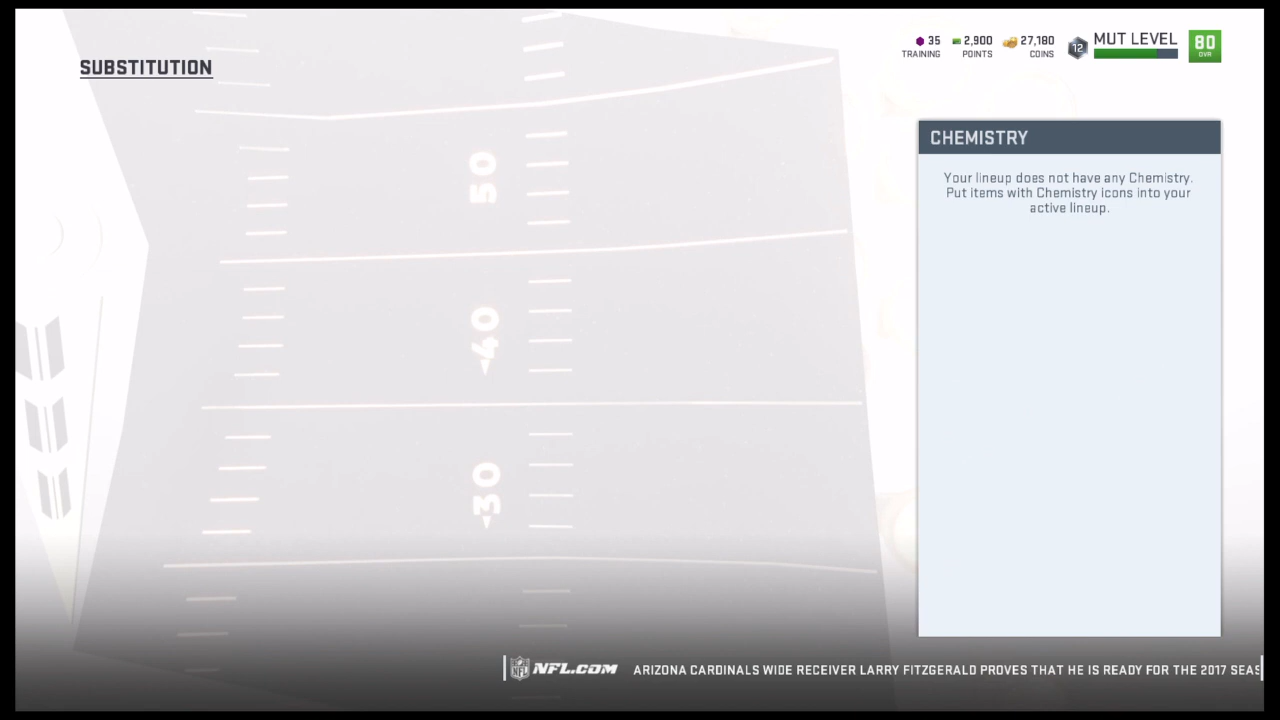 SUBSTITUTION
35
TRAINING
2,900
POINTS
27,180
COINS
12
MUT LEVEL
80
OVR
CHEMISTRY
Your lineup does not have any Chemistry.
Put items with Chemistry icons into your
active lineup.
50
40
30
NFL
NFL.COM
ARIZONA CARDINALS WIDE RECEIVER LARRY FITZGERALD PROVES THAT HE IS READY FOR THE 2017 SEAS